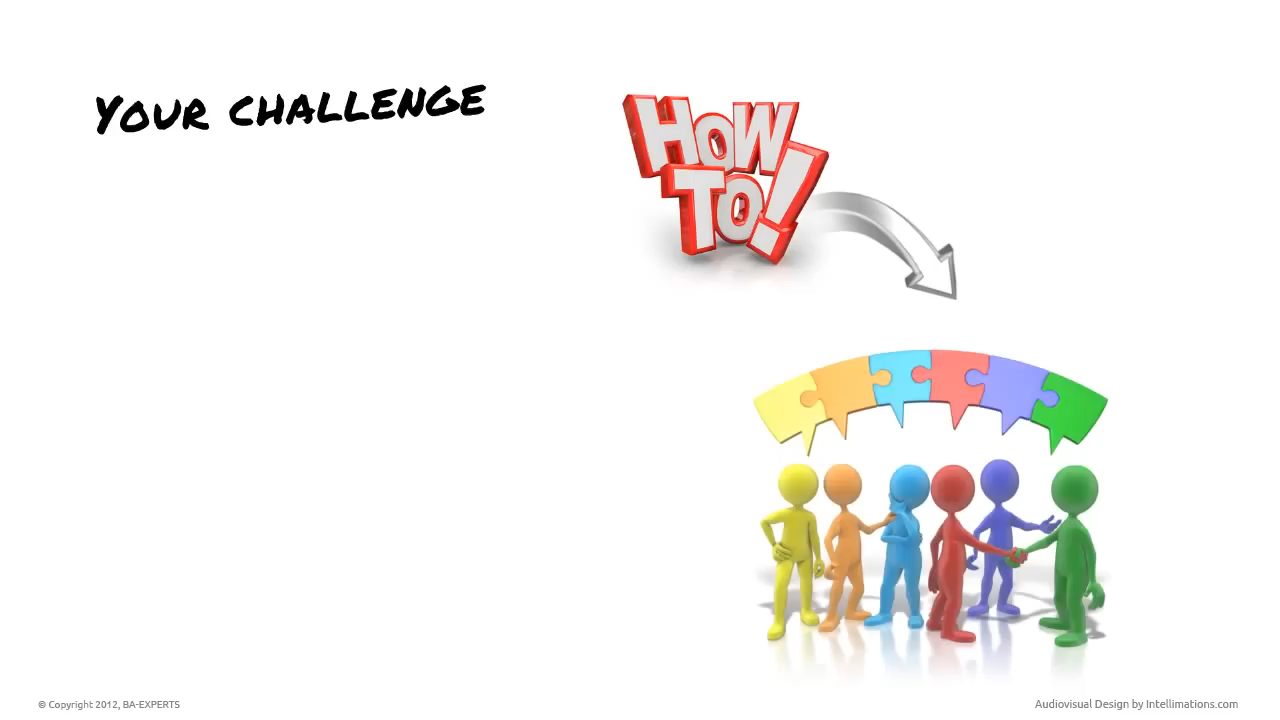 Your challenge
How
To!
© Copyright 2012, BA-EXPERTS
Audiovisual Design by Intellimations.com